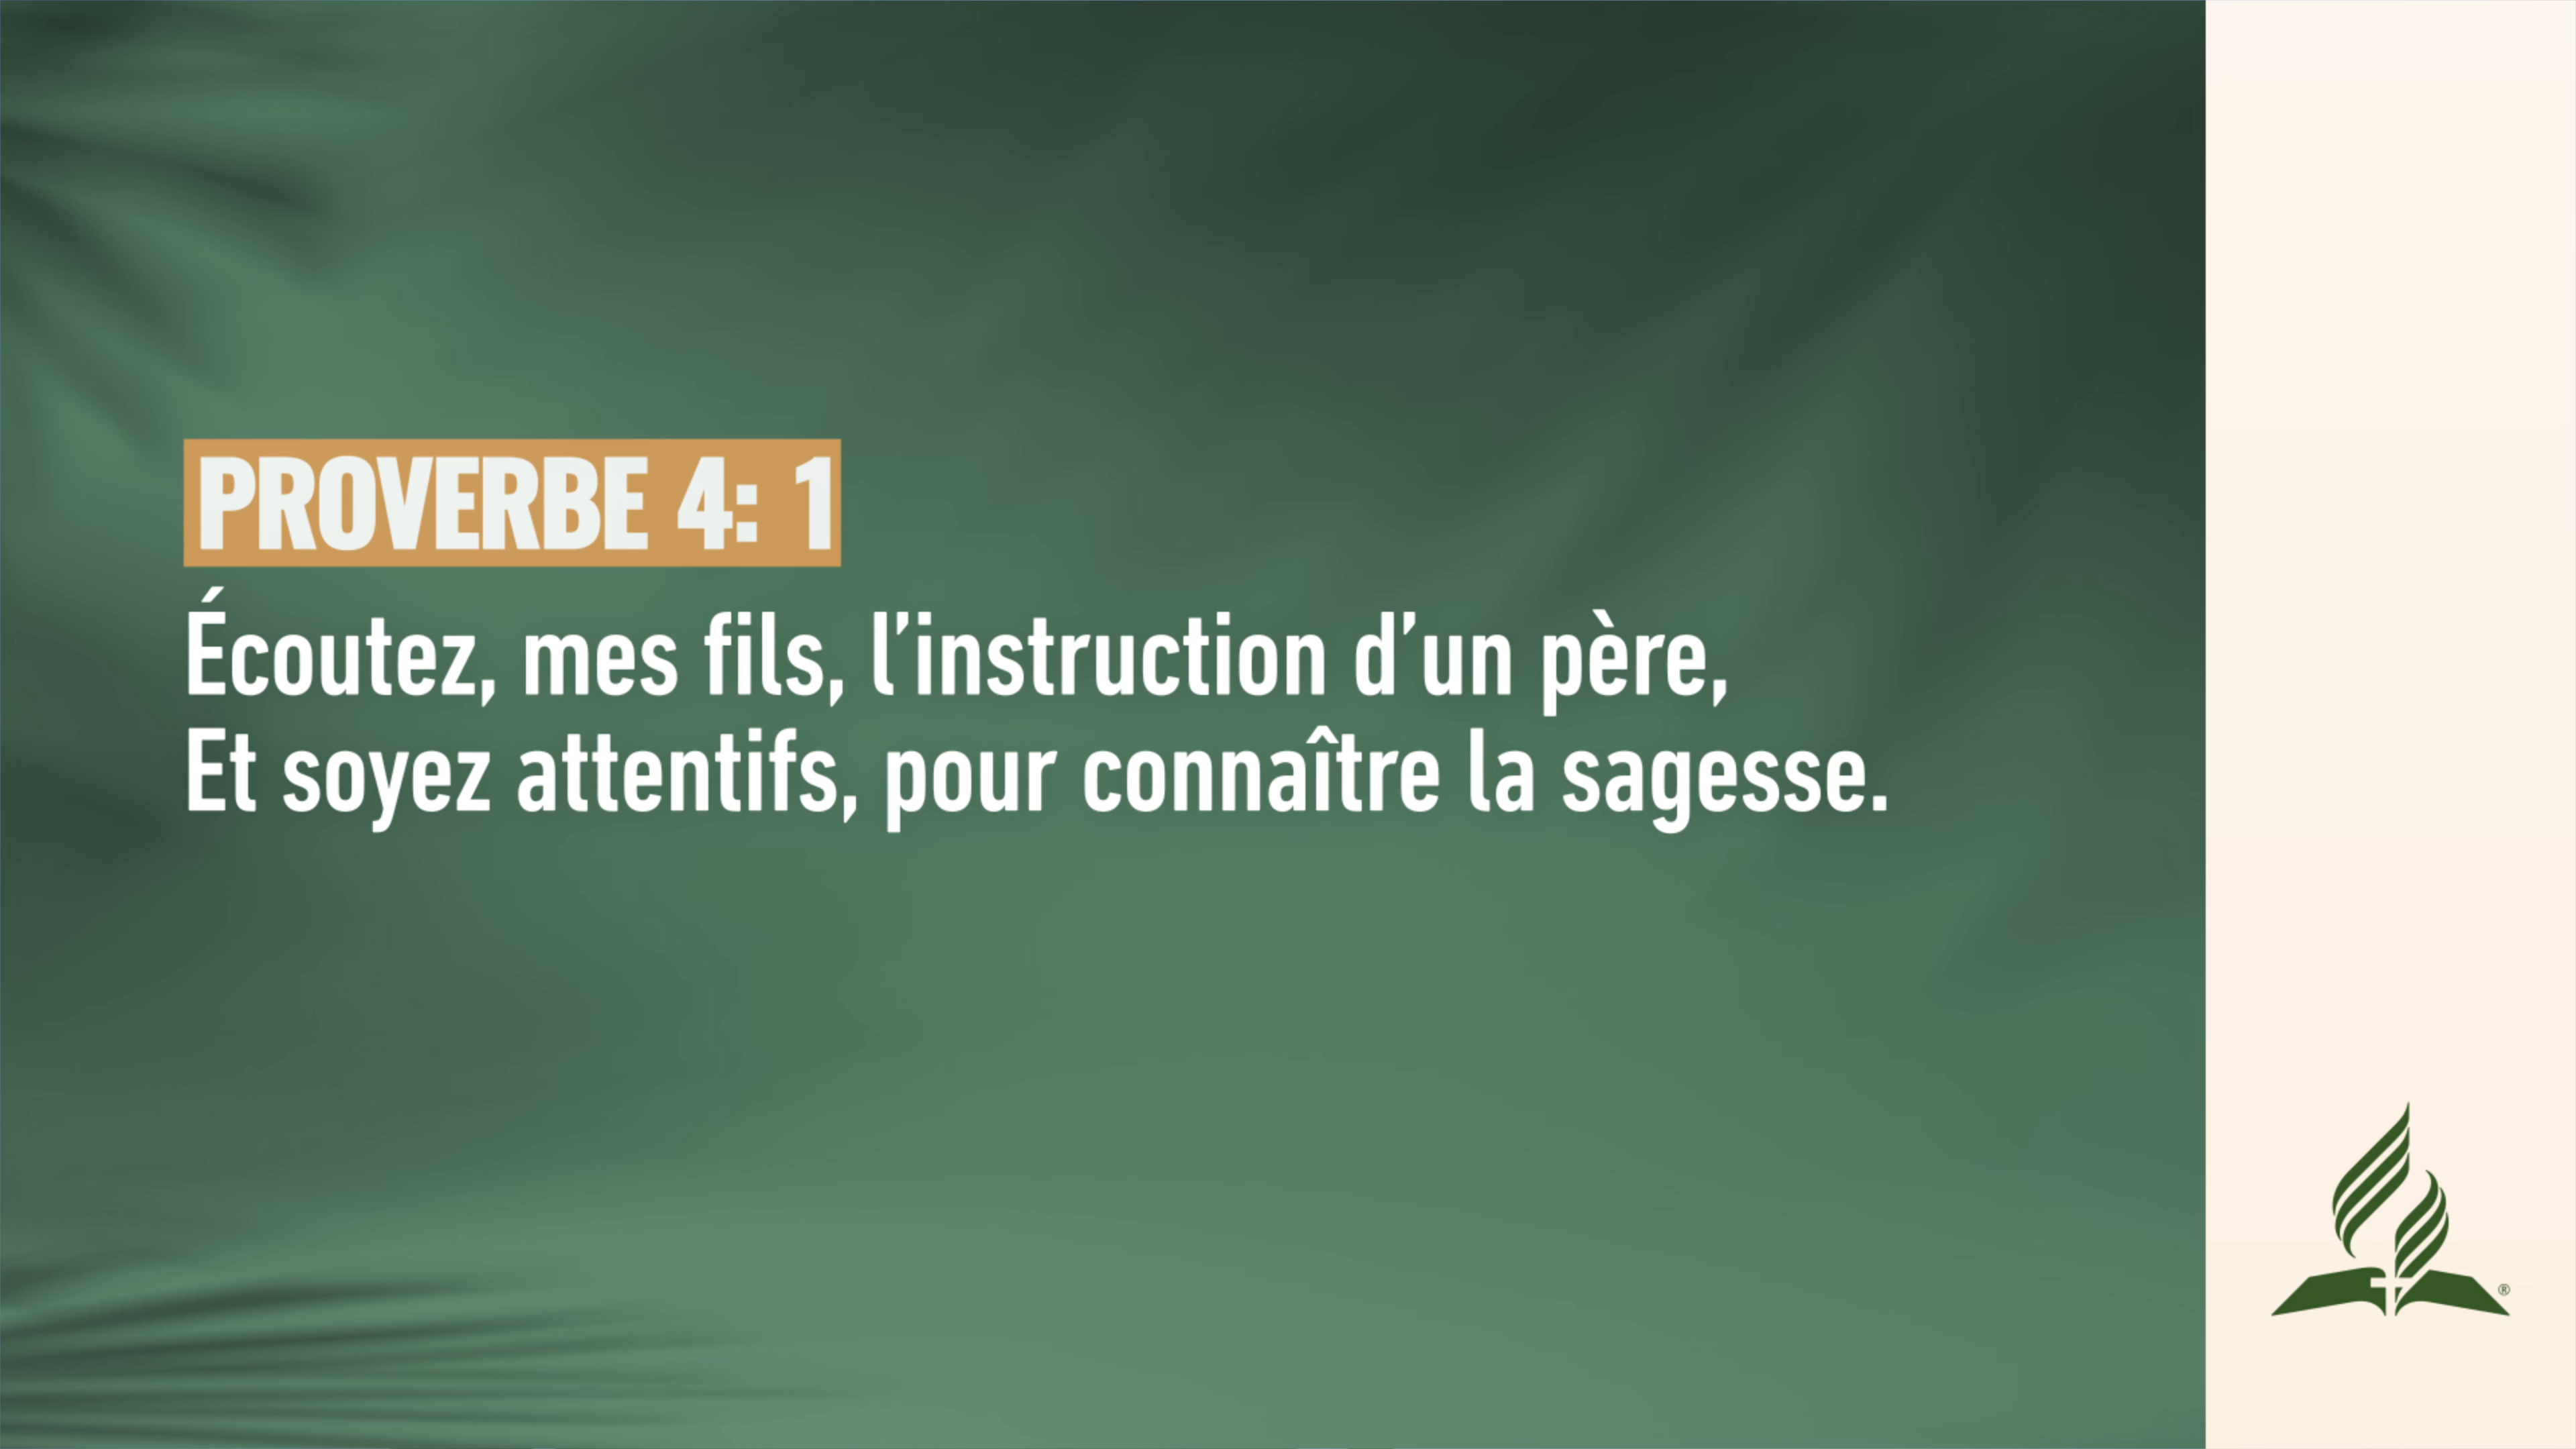 PROVERBE 4: 1
Écoutez, mes fils, l’instruction d’un père,
Et soyez attentifs, pour connaître la sagesse.
®